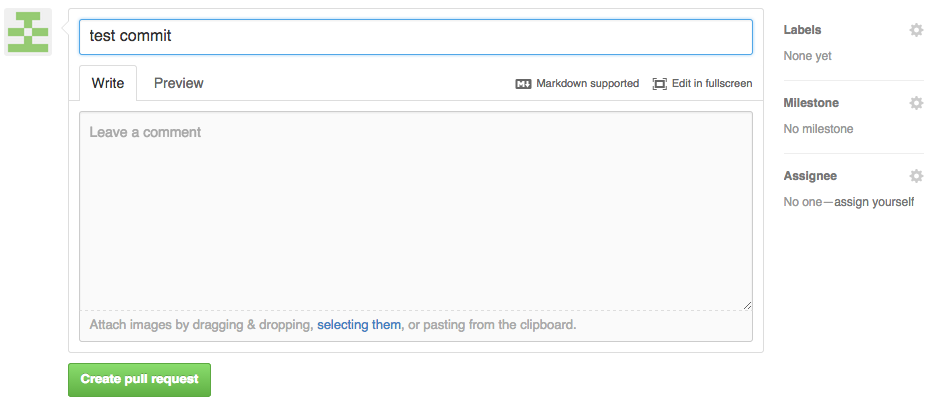 test commit
Labels
None yet
Write Preview Markdown supported Edit in fullscreen
Leave a comment
Milestone
No milestone
Assignee
No one—assign yourself
Attach images by dragging & dropping, selecting them, or pasting from the clipboard.
Create pull request